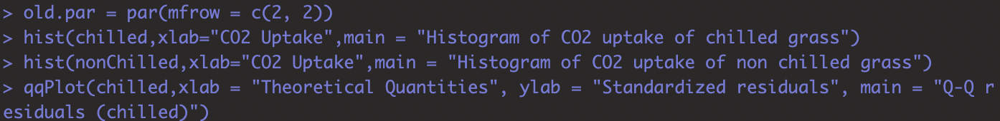 > old.par = par(mfrow = c(2, 2))
> hist(chilled,xlab="CO2 Uptake",main = "Histogram of CO2 uptake of chilled grass")
> hist(nonChilled,xlab="CO2 Uptake",main = "Histogram of CO2 uptake of non chilled grass")
> qqPlot(chilled,xlab = "Theoretical Quantities", ylab = "Standardized residuals", main = "Q-Q r
esiduals (chilled)")